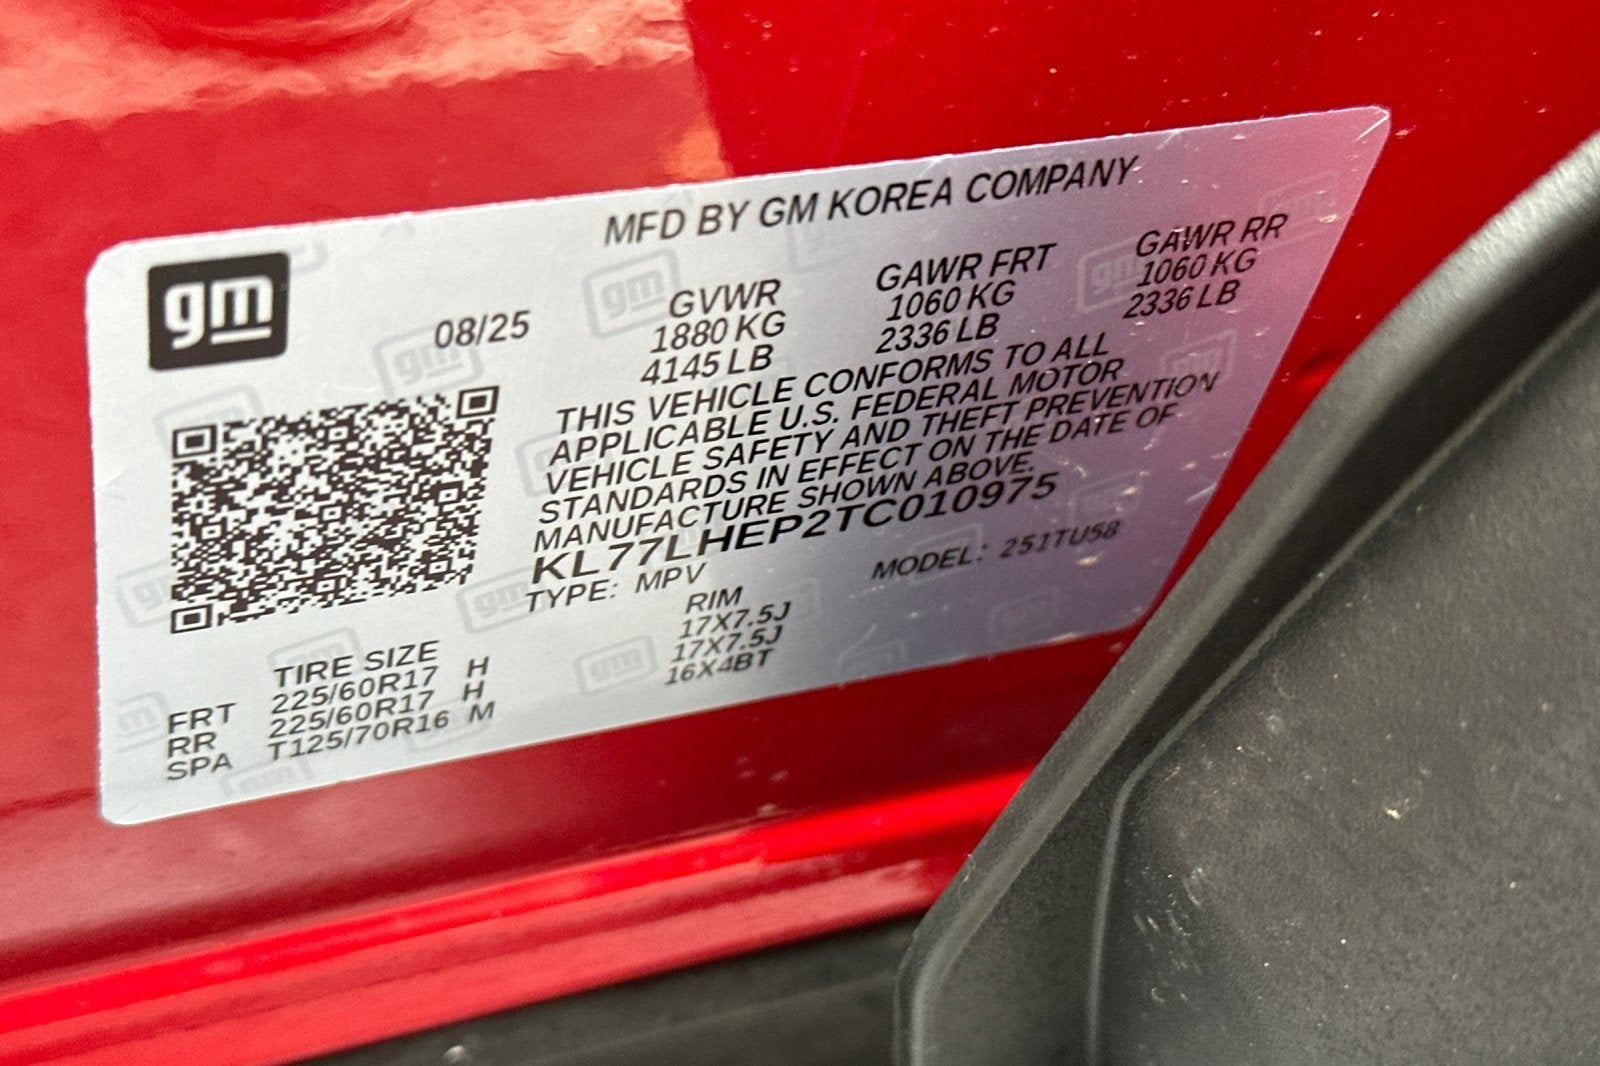 MFD BY GM KOREA COMPANY
gm
08/25
GVWR GAWR FRT GAWR RR
1880 KG 1060 KG 1060 KG
4145 LB 2336 LB 2336 LB
THIS VEHICLE CONFORMS TO ALL
APPLICABLE U.S. FEDERAL MOTOR
VEHICLE SAFETY AND THEFT PREVENTION
STANDARDS IN EFFECT ON THE DATE OF
MANUFACTURE SHOWN ABOVE.
KL77LHEP2TC010975
TYPE: MPV MODEL: 251TU58
TIRE SIZE RIM
FRT 225/60R17 H 17X7.5J
RR 225/60R17 H 17X7.5J
SPA T125/70R16 M 16X4BT